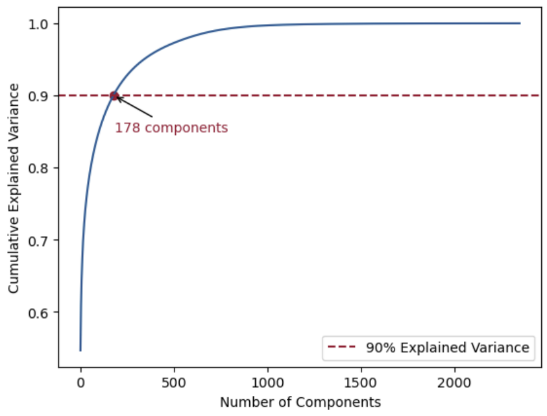 1.0
0.9
0.8
0.7
0.6
Cumulative Explained Variance
178 components
90% Explained Variance
0
500
1000
1500
2000
Number of Components